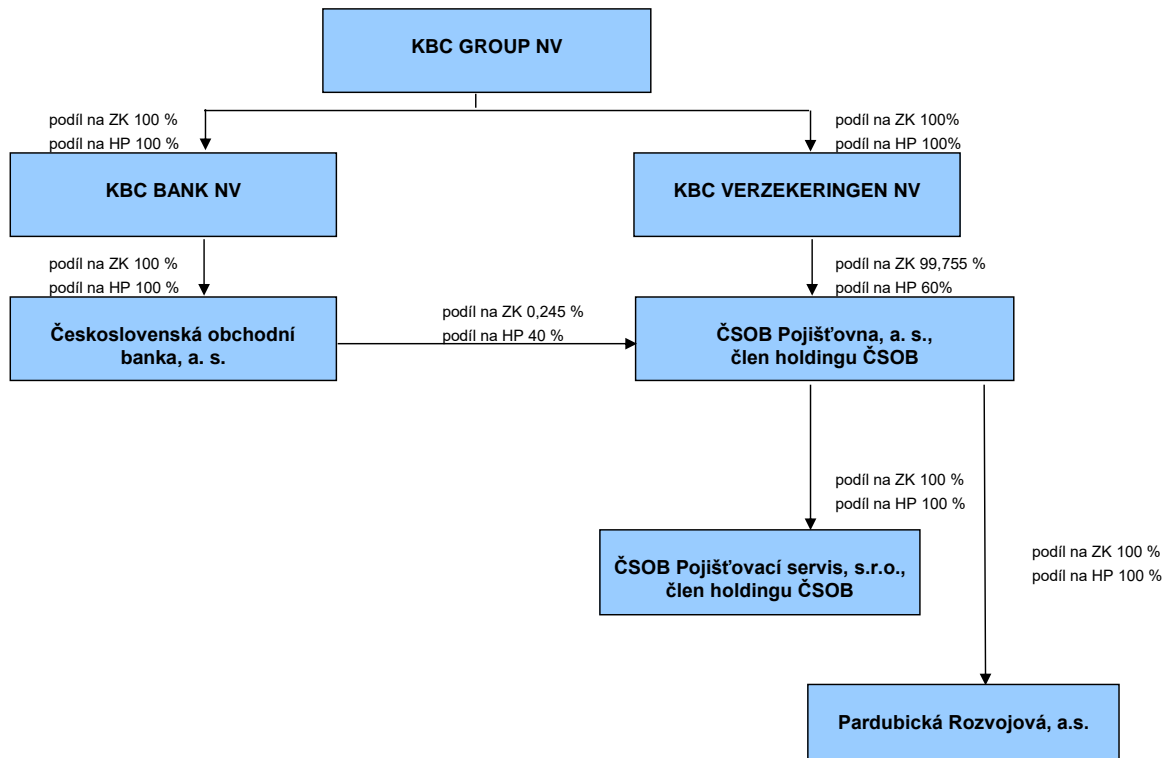 KBC GROUP NV
podíl na ZK 100 %
podíl na HP 100 %
podíl na ZK 100%
podíl na HP 100%
KBC BANK NV
KBC VERZEKERINGEN NV
podíl na ZK 100 %
podíl na HP 100 %
podíl na ZK 99,755 %
podíl na HP 60%
Československá obchodní
banka, a. s.
podíl na ZK 0,245 %
podíl na HP 40 %
ČSOB Pojišťovna, a. s.,
člen holdingu ČSOB
podíl na ZK 100 %
podíl na HP 100 %
ČSOB Pojišťovací servis, s.r.o.,
člen holdingu ČSOB
podíl na ZK 100 %
podíl na HP 100 %
Pardubická Rozvojová, a.s.